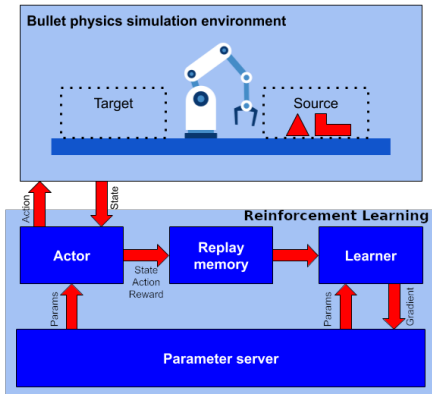 Bullet physics simulation environment
Target
Source
Action
State
Reinforcement Learning
Actor
State
Action
Reward
Replay
memory
Learner
Params
Params
Gradient
Parameter server